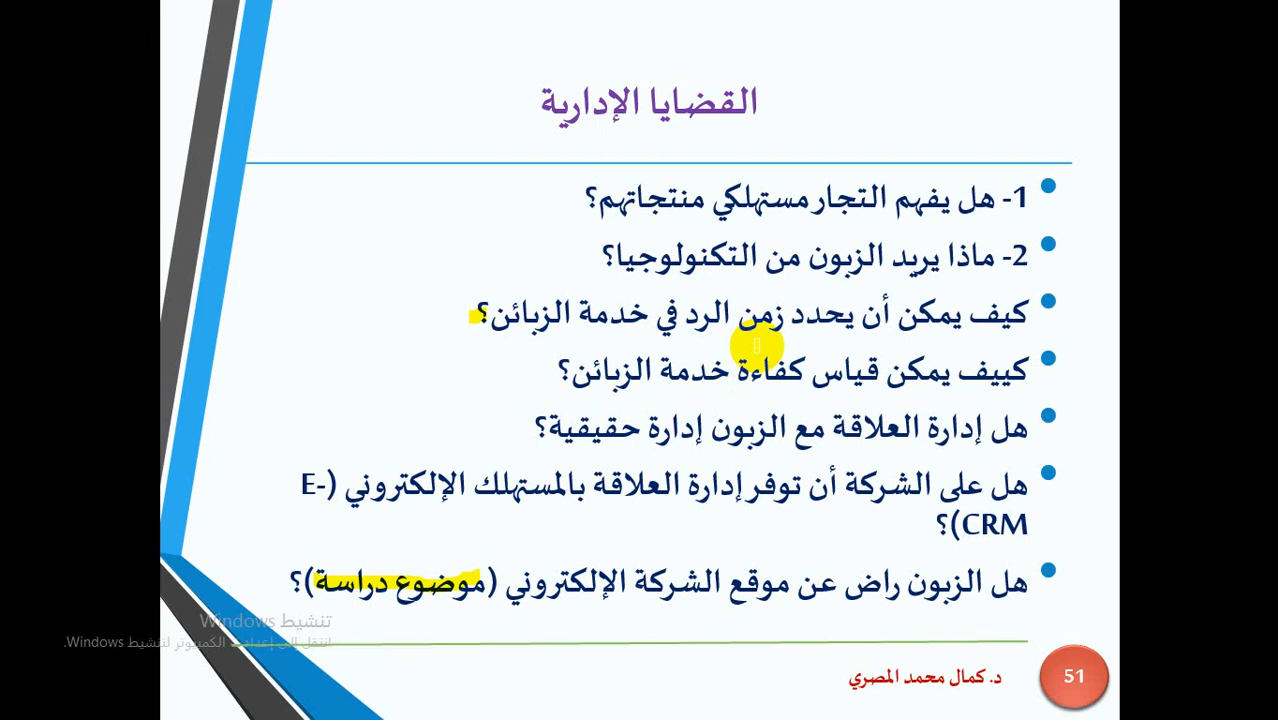 القضايا الإدارية
1- هل يفهم التجار مستهلكي منتجاتهم؟
2- ماذا يريد الزبون من التكنولوجيا؟
كيف يمكن أن يحدد زمن الرد في خدمة الزبائن؟
كييف يمكن قياس كفاءة خدمة الزبائن؟
هل إدارة العلاقة مع الزبون إدارة حقيقية؟
هل على الشركة أن توفر إدارة العلاقة بالمستهلك الإلكتروني (E-
CRM)؟
هل الزبون راض عن موقع الشركة الإلكتروني (موضوع دراسة)؟
تنشيط Windows
انتقل إلى إعدادات الكمبيوتر لتنشيط Windows.
د. كمال محمد المصري
51